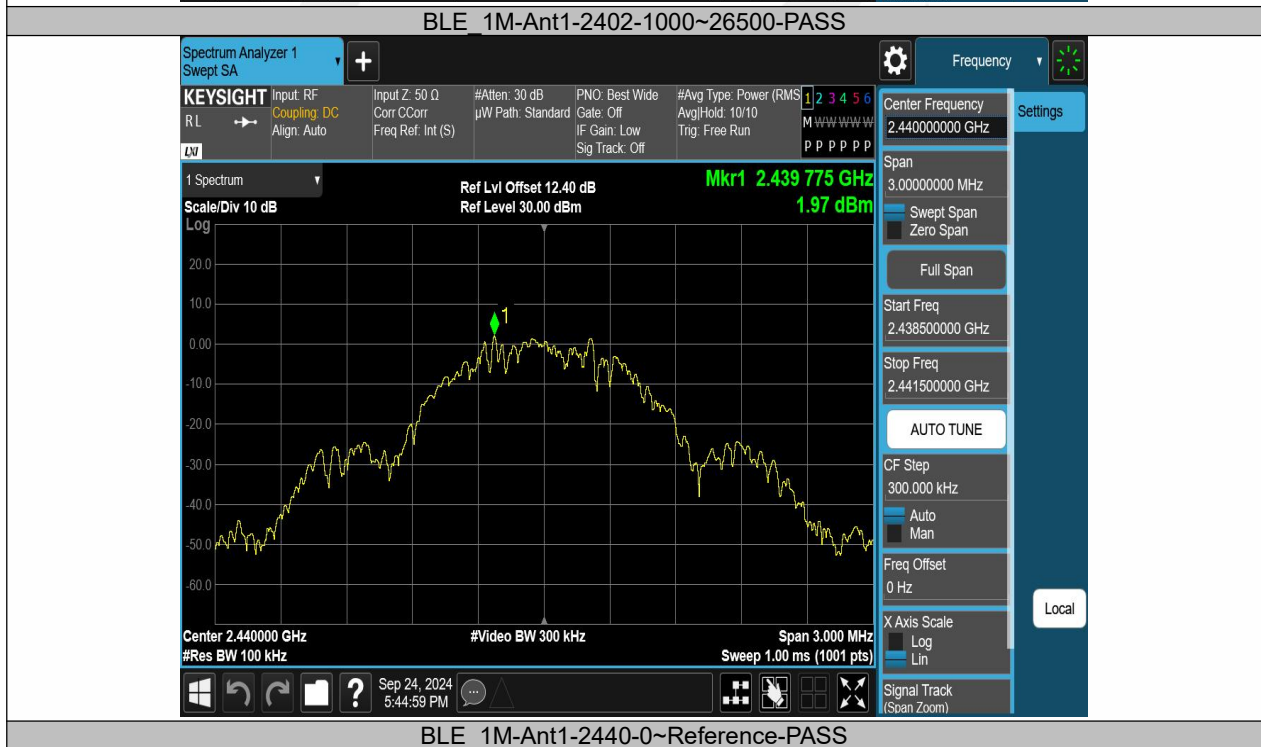 BLE_1M-Ant1-2402-1000~26500-PASS
Spectrum Analyzer 1
Swept SA
+
Frequency
KEYSIGHT
RL
LXI
Input: RF
Coupling: DC
Align: Auto
Input Z: 50 Ω
Corr CCorr
Freq Ref: Int (S)
#Atten: 30 dB
µW Path: Standard
PNO: Best Wide
Gate: Off
IF Gain: Low
Sig Track: Off
#Avg Type: Power (RMS
Avg|Hold: 10/10
Trig: Free Run
1 2 3 4 5 6
M W W W W W
P P P P P P
Center Frequency
2.440000000 GHz
Settings
Span
3.00000000 MHz
Swept Span
Zero Span
Full Span
Start Freq
2.438500000 GHz
Stop Freq
2.441500000 GHz
AUTO TUNE
CF Step
300.000 kHz
Auto
Man
Freq Offset
0 Hz
X Axis Scale
Log
Lin
Signal Track
(Span Zoom)
Local
1 Spectrum
Scale/Div 10 dB
Log
Ref Lvl Offset 12.40 dB
Ref Level 30.00 dBm
Mkr1 2.439 775 GHz
1.97 dBm
1
20.0
10.0
0.00
-10.0
-20.0
-30.0
-40.0
-50.0
-60.0
Center 2.440000 GHz
#Res BW 100 kHz
#Video BW 300 kHz
Span 3.000 MHz
Sweep 1.00 ms (1001 pts)
?
Sep 24, 2024
5:44:59 PM
BLE_1M-Ant1-2440-0~Reference-PASS